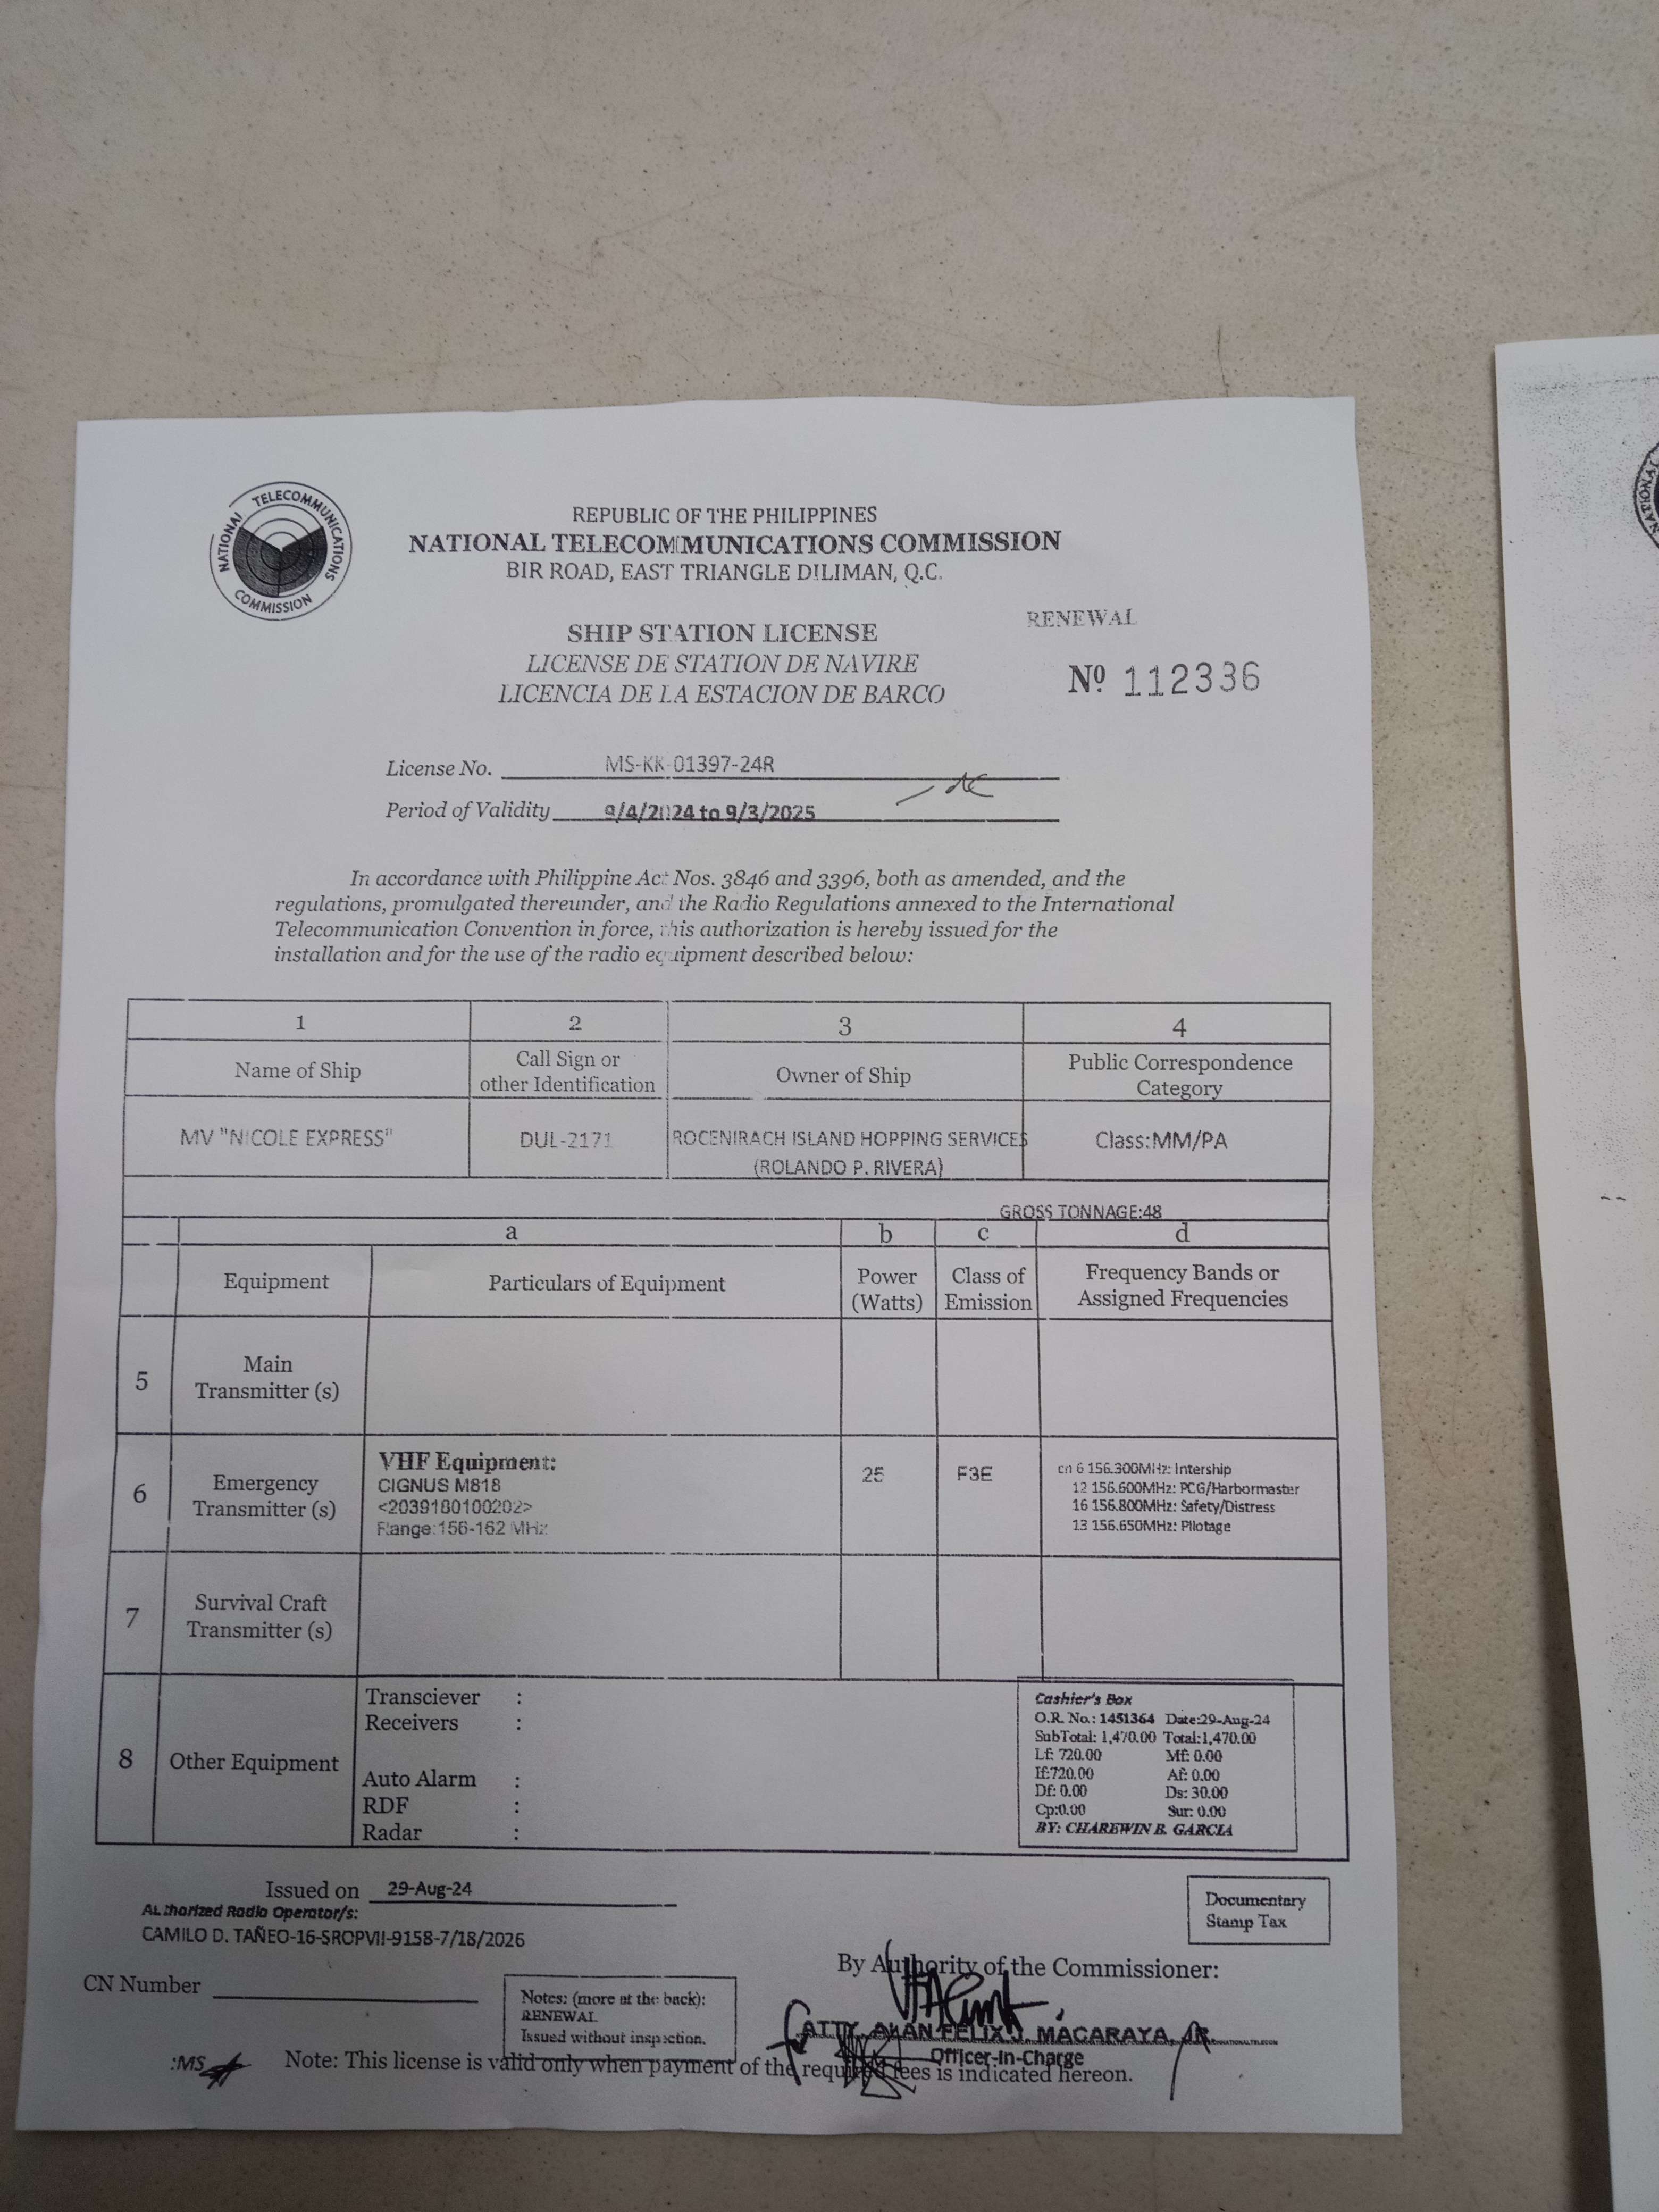 NATIONAL TELECOMMUNICATIONS COMMISSION
REPUBLIC OF THE PHILIPPINES
NATIONAL TELECOMMUNICATIONS COMMISSION
BIR ROAD, EAST TRIANGLE DILIMAN, Q.C.
RENEWAL
SHIP STATION LICENSE
LICENSE DE STATION DE NAVIRE
LICENCIA DE LA ESTACION DE BARCO
Nº 112336
License No. MS-KK-01397-24R
Period of Validity 9/4/2024 to 9/3/2025
In accordance with Philippine Act Nos. 3846 and 3396, both as amended, and the
regulations, promulgated thereunder, and the Radio Regulations annexed to the International
Telecommunication Convention in force, this authorization is hereby issued for the
installation and for the use of the radio equipment described below:
1 2 3 4
Name of Ship
Call Sign or
other Identification
Owner of Ship
Public Correspondence
Category
MV "NICOLE EXPRESS"
DUL-2171
ROCENIRACH ISLAND HOPPING SERVICES
(ROLANDO P. RIVERA)
Class:MM/PA
GROSS TONNAGE:48
a b c d
Equipment
Particulars of Equipment
Power
(Watts)
Class of
Emission
Frequency Bands or
Assigned Frequencies
5
Main
Transmitter (s)
6
Emergency
Transmitter (s)
VHF Equipment:
CIGNUS M818
<2039180100202>
Range:156-162 MHz
25
F3E
cn 6 156.300MHz: Intership
12 156.600MHz: PCG/Harbormaster
16 156.800MHz: Safety/Distress
13 156.650MHz: Pilotage
7
Survival Craft
Transmitter (s)
8
Other Equipment
Transciever :
Receivers :
Auto Alarm :
RDF :
Radar :
Cashier's Box
O.R. No.: 1451364 Date:29-Aug-24
SubTotal: 1,470.00 Total:1,470.00
Lf: 720.00 Mf: 0.00
If:720.00 Af: 0.00
Df: 0.00 Ds: 30.00
Cp:0.00 Sur: 0.00
BY: CHAREWIN B. GARCIA
Issued on 29-Aug-24
Authorized Radio Operator/s:
CAMILO D. TAÑEO-16-SROPVII-9158-7/18/2026
Documentary
Stamp Tax
By Authority of the Commissioner:
CN Number
Notes: (more at the back):
RENEWAL
Issued without inspection.
ATTY. ALAN FELIX J. MACARAYA, JR.
Officer-In-Charge
:MS
Note: This license is valid only when payment of the required fees is indicated hereon.